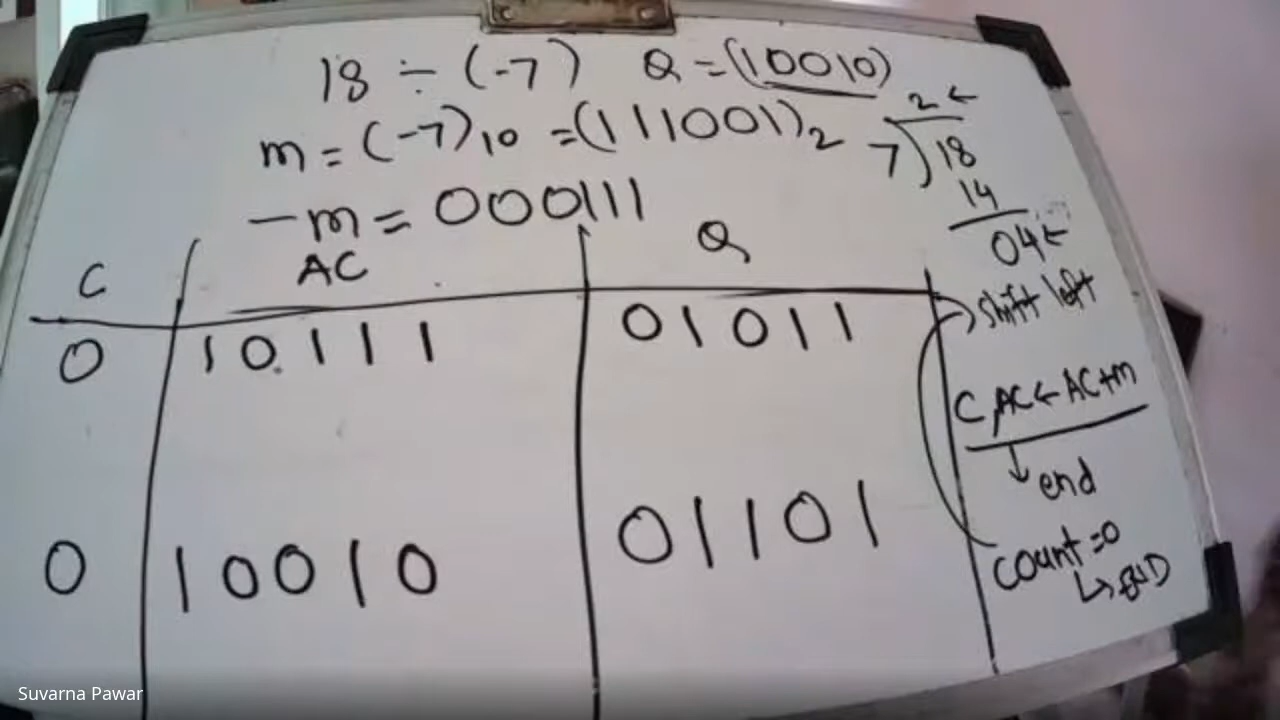 18 ÷ (-7) Q = (10010)
m = (-7)10 = (111001)2
-m = 000111
2 ←
7)18
14
04 ←
C AC Q
0 10111 01011
shift left
C, AC ← AC+m
↓ end
0 10010 01101
count = 0
↳ END
Suvarna Pawar